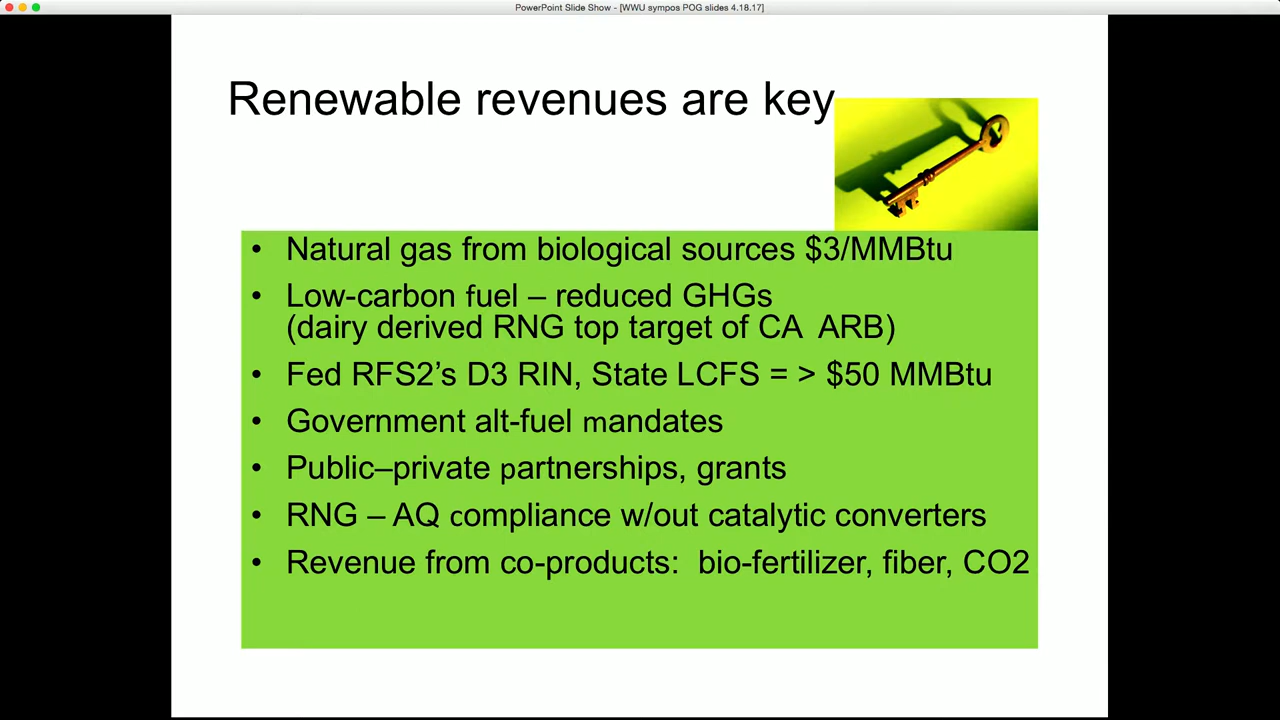 PowerPoint Slide Show - [WWU sympos POG slides 4.18.17]
Renewable revenues are key
• Natural gas from biological sources $3/MMBtu
• Low-carbon fuel – reduced GHGs
(dairy derived RNG top target of CA ARB)
• Fed RFS2’s D3 RIN, State LCFS = > $50 MMBtu
• Government alt-fuel mandates
• Public–private partnerships, grants
• RNG – AQ compliance w/out catalytic converters
• Revenue from co-products: bio-fertilizer, fiber, CO2